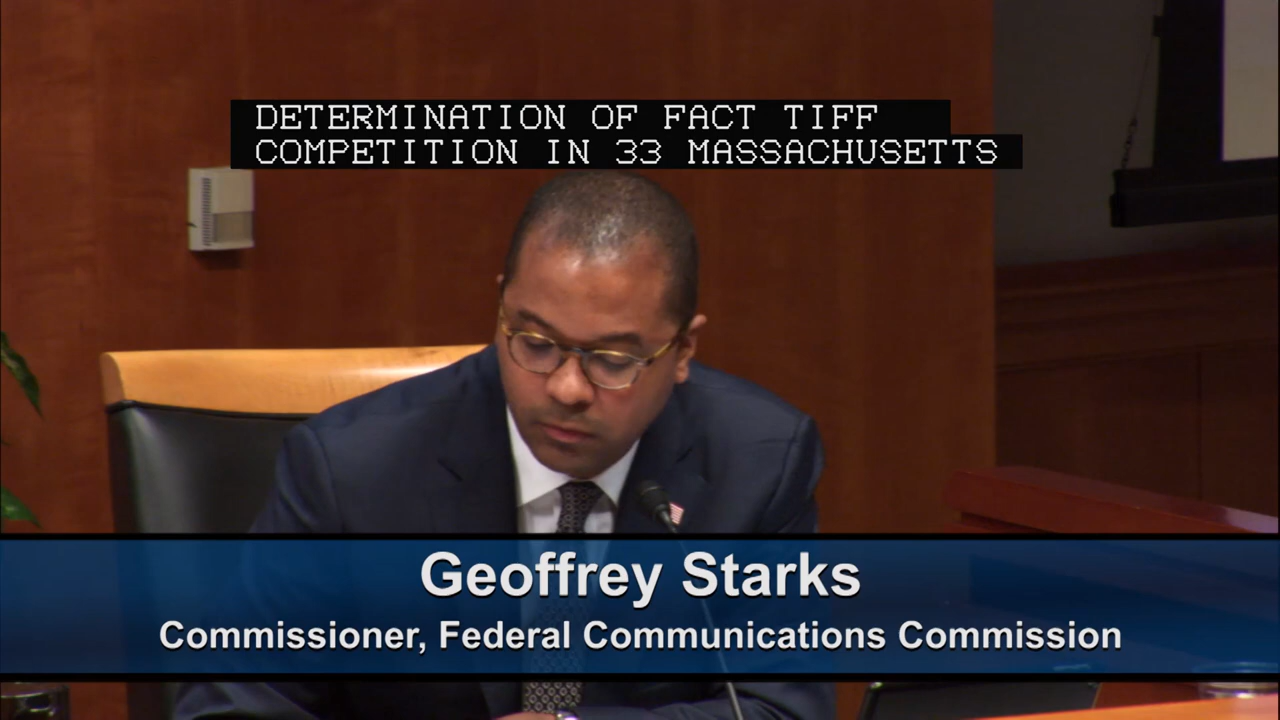 DETERMINATION OF FACT TIFF
COMPETITION IN 33 MASSACHUSETTS
Geoffrey Starks
Commissioner, Federal Communications Commission